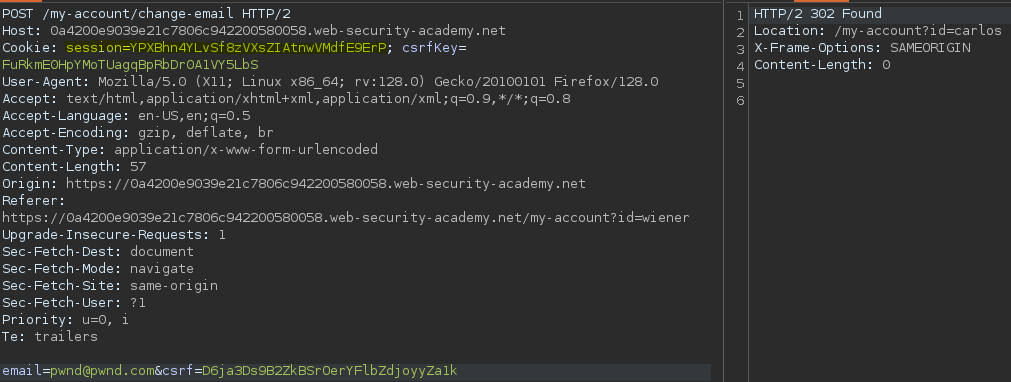 POST /my-account/change-email HTTP/2
Host: 0a4200e9039e21c7806c942200580058.web-security-academy.net
Cookie: session=YPXBhn4YLvSf8zVXsZIAtnwVMdfE9ErP; csrfKey=
FuRkmE0HpYMoTUagqBpRbDrOA1VY5LbS
User-Agent: Mozilla/5.0 (X11; Linux x86_64; rv:128.0) Gecko/20100101 Firefox/128.0
Accept: text/html,application/xhtml+xml,application/xml;q=0.9,*/*;q=0.8
Accept-Language: en-US,en;q=0.5
Accept-Encoding: gzip, deflate, br
Content-Type: application/x-www-form-urlencoded
Content-Length: 57
Origin: https://0a4200e9039e21c7806c942200580058.web-security-academy.net
Referer:
https://0a4200e9039e21c7806c942200580058.web-security-academy.net/my-account?id=wiener
Upgrade-Insecure-Requests: 1
Sec-Fetch-Dest: document
Sec-Fetch-Mode: navigate
Sec-Fetch-Site: same-origin
Sec-Fetch-User: ?1
Priority: u=0, i
Te: trailers
email=pwnd@pwnd.com&csrf=D6ja3Ds9B2ZkBSrOerYFlbZdjoyyZalk
1 HTTP/2 302 Found
2 Location: /my-account?id=carlos
3 X-Frame-Options: SAMEORIGIN
4 Content-Length: 0
5
6